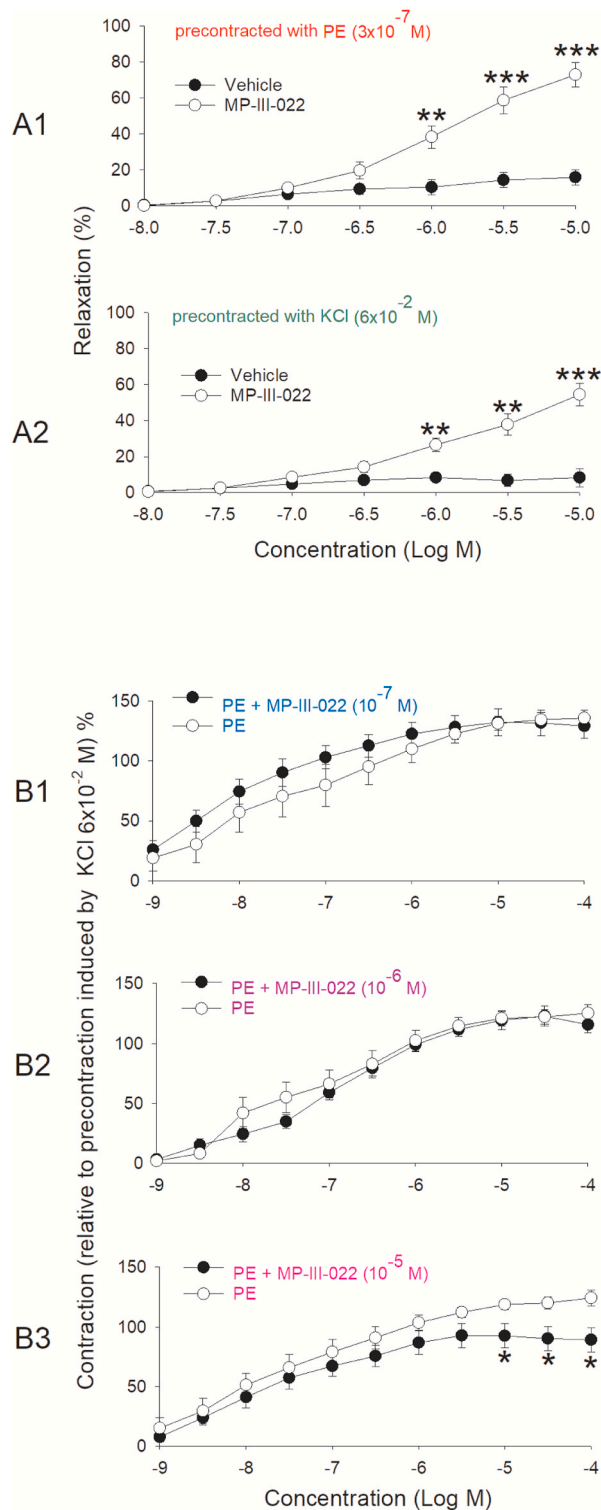 A1
precontracted with PE (3x10⁻⁷ M)
Vehicle
MP-III-022
**
***
***
100
80
60
40
20
0
-8.0 -7.5 -7.0 -6.5 -6.0 -5.5 -5.0
Relaxation (%)
A2
precontracted with KCl (6x10⁻² M)
Vehicle
MP-III-022
**
**
***
100
80
60
40
20
0
-8.0 -7.5 -7.0 -6.5 -6.0 -5.5 -5.0
Concentration (Log M)
Contraction (relative to precontraction induced by KCl 6x10⁻² M) %
B1
PE + MP-III-022 (10⁻⁷ M)
PE
150
100
50
0
-9 -8 -7 -6 -5 -4
B2
PE + MP-III-022 (10⁻⁶ M)
PE
150
100
50
0
-9 -8 -7 -6 -5 -4
B3
PE + MP-III-022 (10⁻⁵ M)
PE
150
100
50
0
* * *
-9 -8 -7 -6 -5 -4
Concentration (Log M)